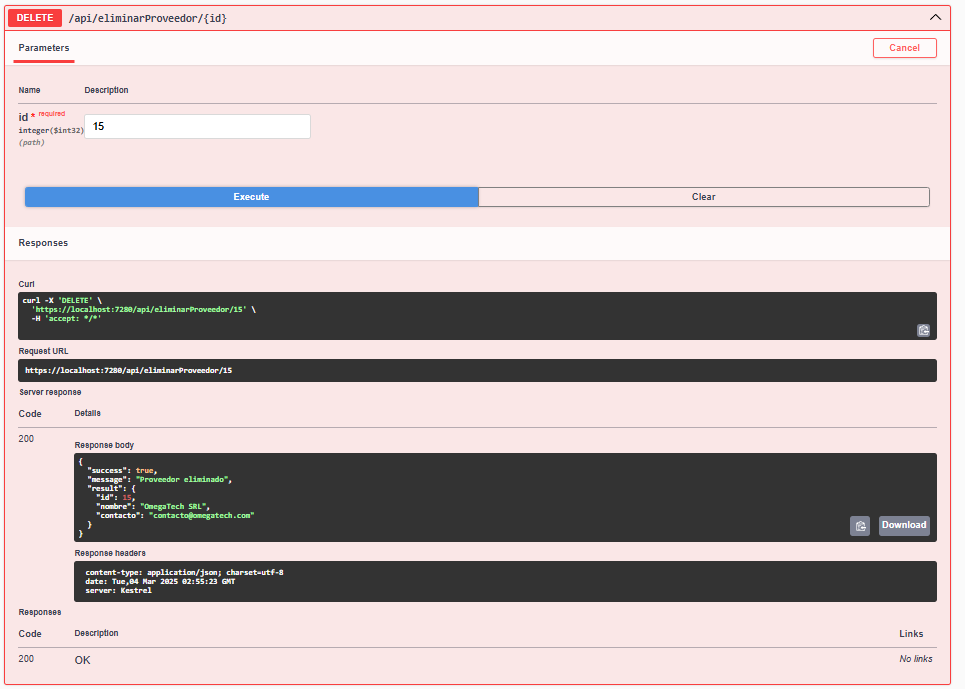 DELETE /api/eliminarProveedor/{id}
Parameters
Cancel
Name Description
id * required
integer($int32)
(path)
15
Execute
Clear
Responses
Curl
curl -X 'DELETE' \
'https://localhost:7280/api/eliminarProveedor/15' \
-H 'accept: */*'
Request URL
https://localhost:7280/api/eliminarProveedor/15
Server response
Code Details
200
Response body
{
"success": true,
"message": "Proveedor eliminado",
"result": {
"id": 15,
"nombre": "OmegaTech SRL",
"contacto": "contacto@omegatech.com"
}
}
Download
Response headers
content-type: application/json; charset=utf-8
date: Tue,04 Mar 2025 02:55:23 GMT
server: Kestrel
Responses
Code Description Links
200 OK No links